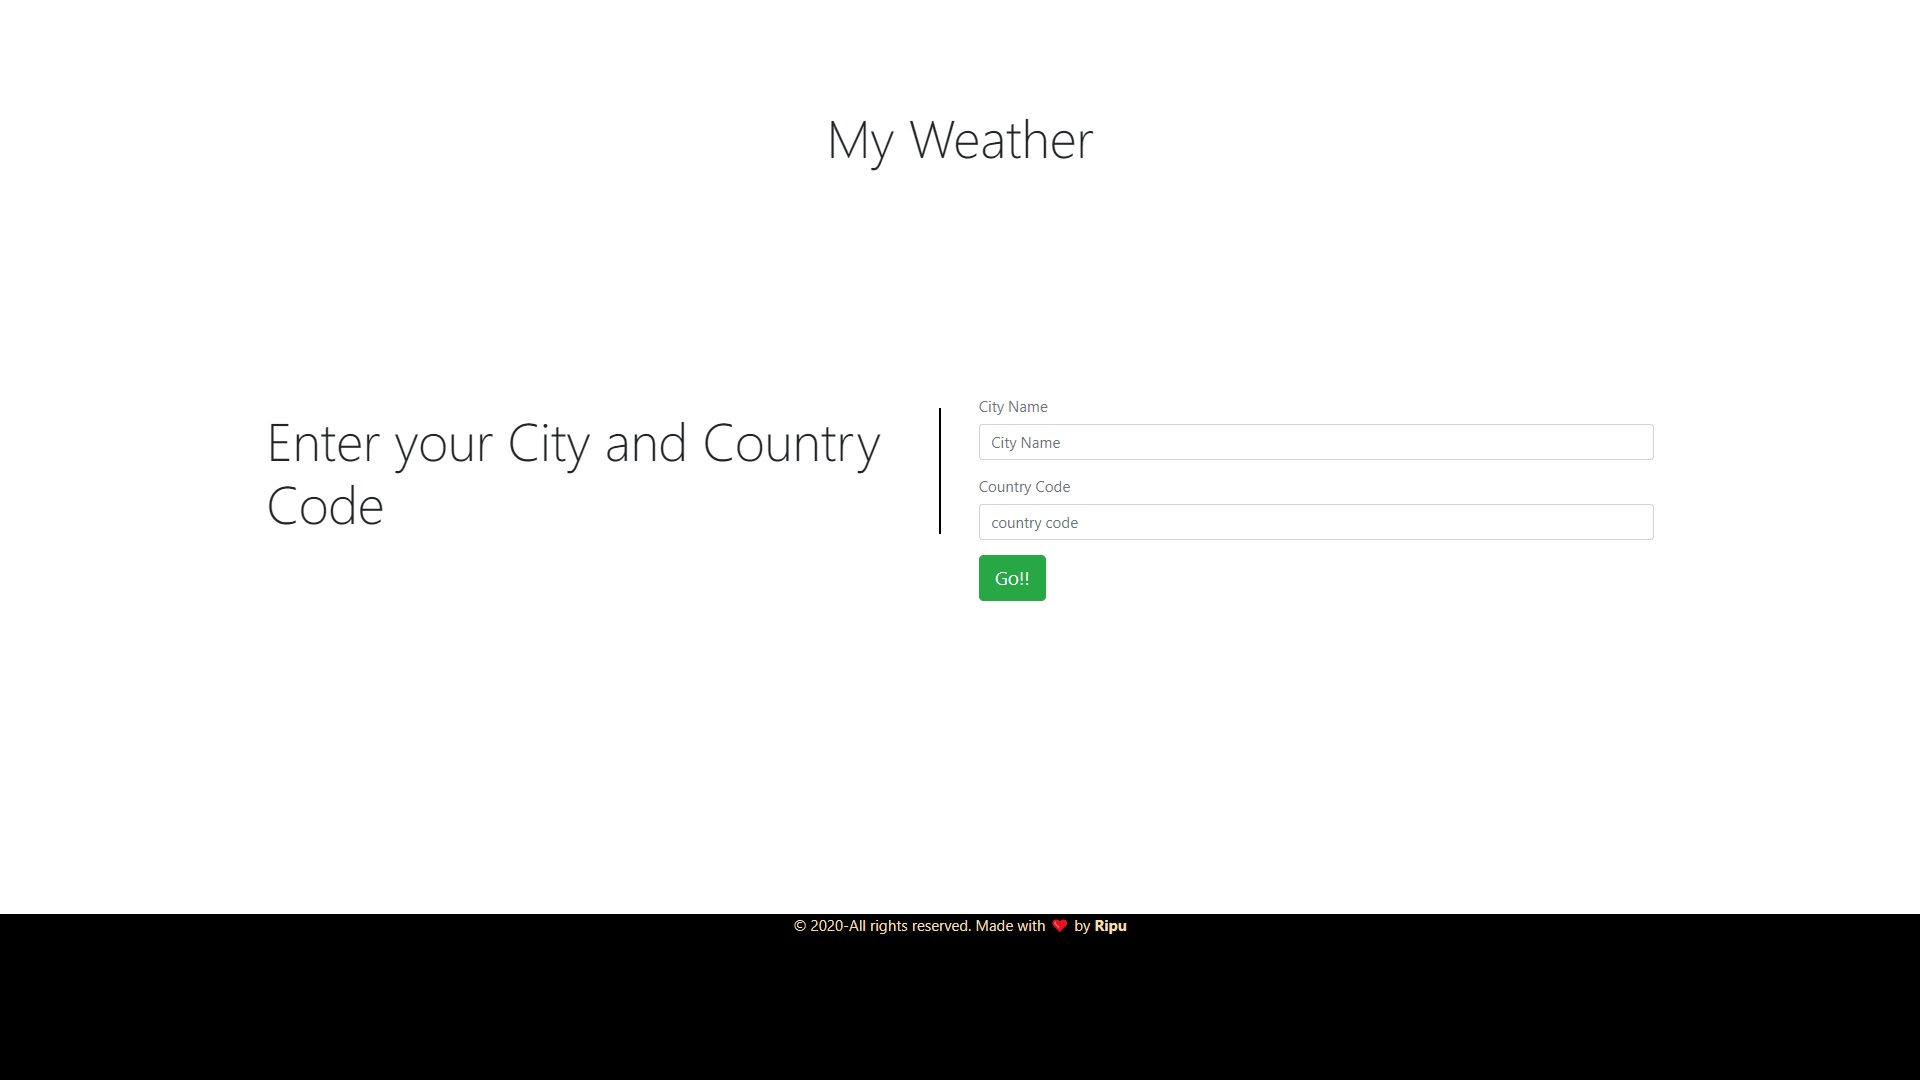 My Weather
Enter your City and Country
Code
City Name
City Name
Country Code
country code
Go!!
© 2020-All rights reserved. Made with ❤️ by Ripu